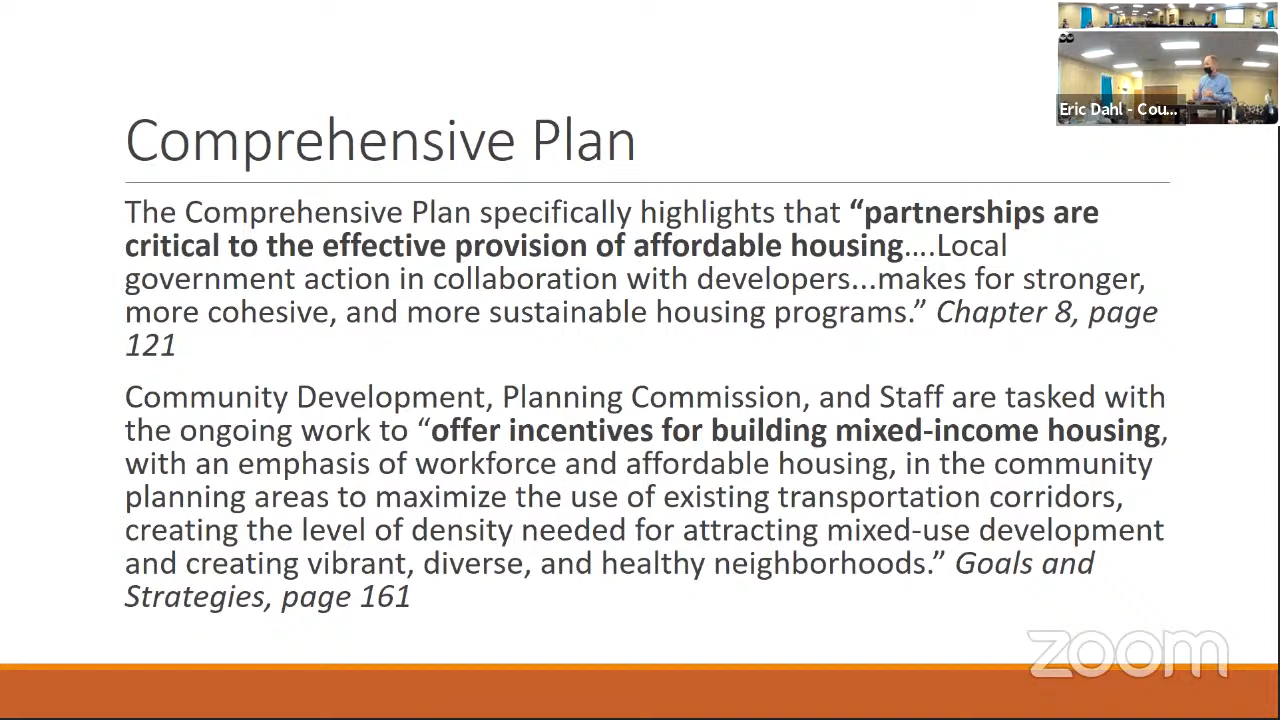 Eric Dahl - Cou...
Comprehensive Plan
The Comprehensive Plan specifically highlights that “partnerships are
critical to the effective provision of affordable housing....Local
government action in collaboration with developers...makes for stronger,
more cohesive, and more sustainable housing programs.” Chapter 8, page
121
Community Development, Planning Commission, and Staff are tasked with
the ongoing work to “offer incentives for building mixed-income housing,
with an emphasis of workforce and affordable housing, in the community
planning areas to maximize the use of existing transportation corridors,
creating the level of density needed for attracting mixed-use development
and creating vibrant, diverse, and healthy neighborhoods.” Goals and
Strategies, page 161
zoom